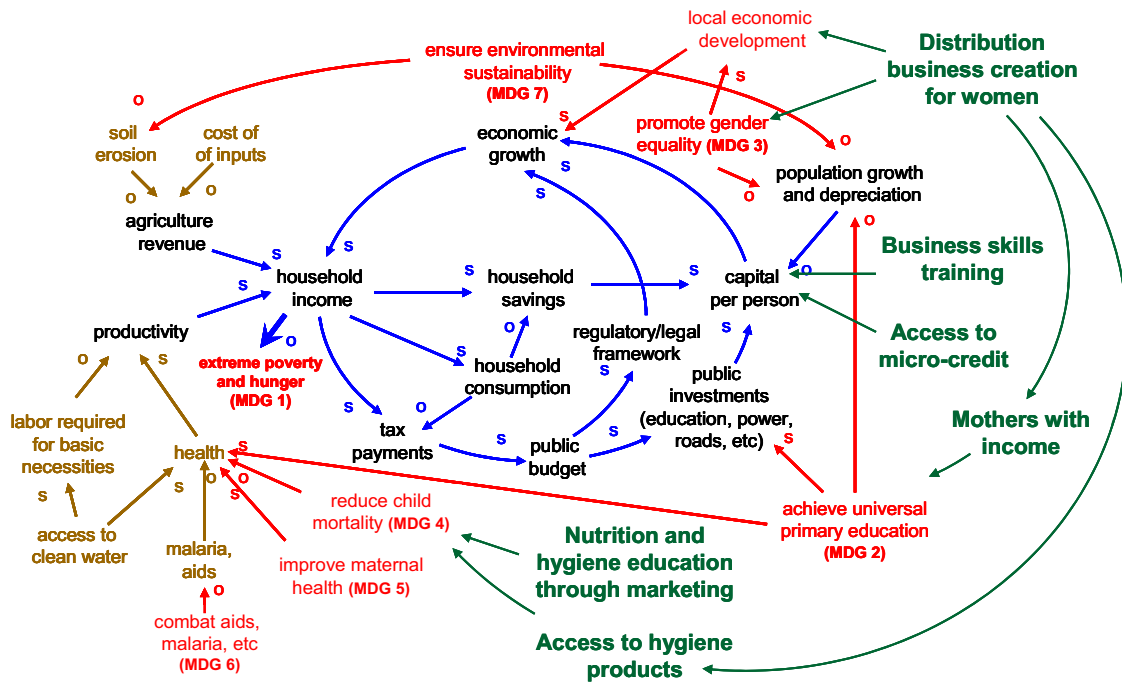 local economic
development
ensure environmental
sustainability
(MDG 7)
Distribution
business creation
for women
s
o
soil
erosion
cost of
of inputs
economic
growth
s
promote gender
equality (MDG 3)
s
o
population growth
and depreciation
o
o
s
o
o
agriculture
revenue
s
s
s
household
income
household
savings
s
capital
per person
o
Business skills
training
s
productivity
o
s
o
extreme poverty
and hunger
(MDG 1)
s
o
household
consumption
regulatory/legal
framework
s
s
public
investments
(education, power,
roads, etc)
Access to
micro-credit
labor required
for basic
necessities
s
o
tax
payments
s
public
budget
s
s
Mothers with
income
health
s
s
o
o
s
s
access to
clean water
malaria,
aids
reduce child
mortality (MDG 4)
achieve universal
primary education
(MDG 2)
improve maternal
health (MDG 5)
Nutrition and
hygiene education
through marketing
o
combat aids,
malaria, etc
(MDG 6)
Access to hygiene
products